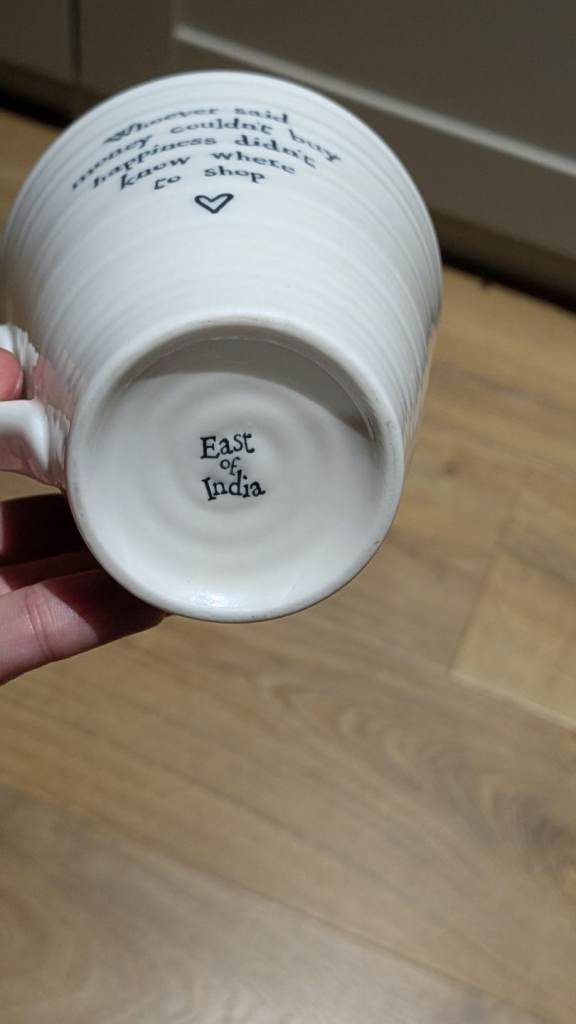 Whoever said
money couldn't buy
happiness didn't
know where
to shop
East
of
India